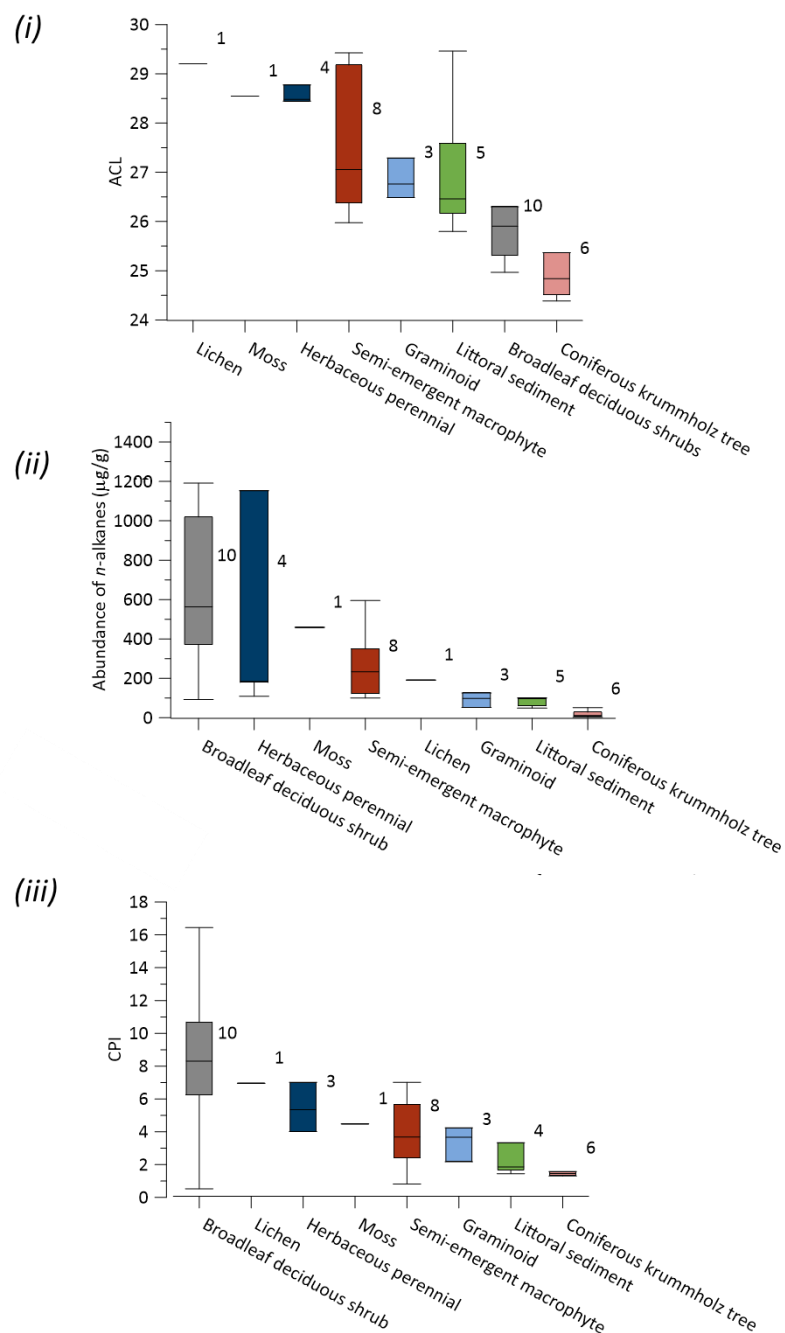 (i)
ACL
30
29
28
27
26
25
24
1
1
4
8
3
5
10
6
Lichen
Moss
Herbaceous perennial
Semi-emergent macrophyte
Graminoid
Littoral sediment
Broadleaf deciduous shrubs
Coniferous krummholz tree
(ii)
Abundance of n-alkanes (µg/g)
1400
1200
1000
800
600
400
200
0
10
4
1
8
1
3
5
6
Broadleaf deciduous shrub
Herbaceous perennial
Moss
Semi-emergent macrophyte
Lichen
Graminoid
Littoral sediment
Coniferous krummholz tree
(iii)
CPI
18
16
14
12
10
8
6
4
2
0
10
1
3
1
8
3
4
6
Broadleaf deciduous shrub
Lichen
Herbaceous perennial
Moss
Semi-emergent macrophyte
Graminoid
Littoral sediment
Coniferous krummholz tree